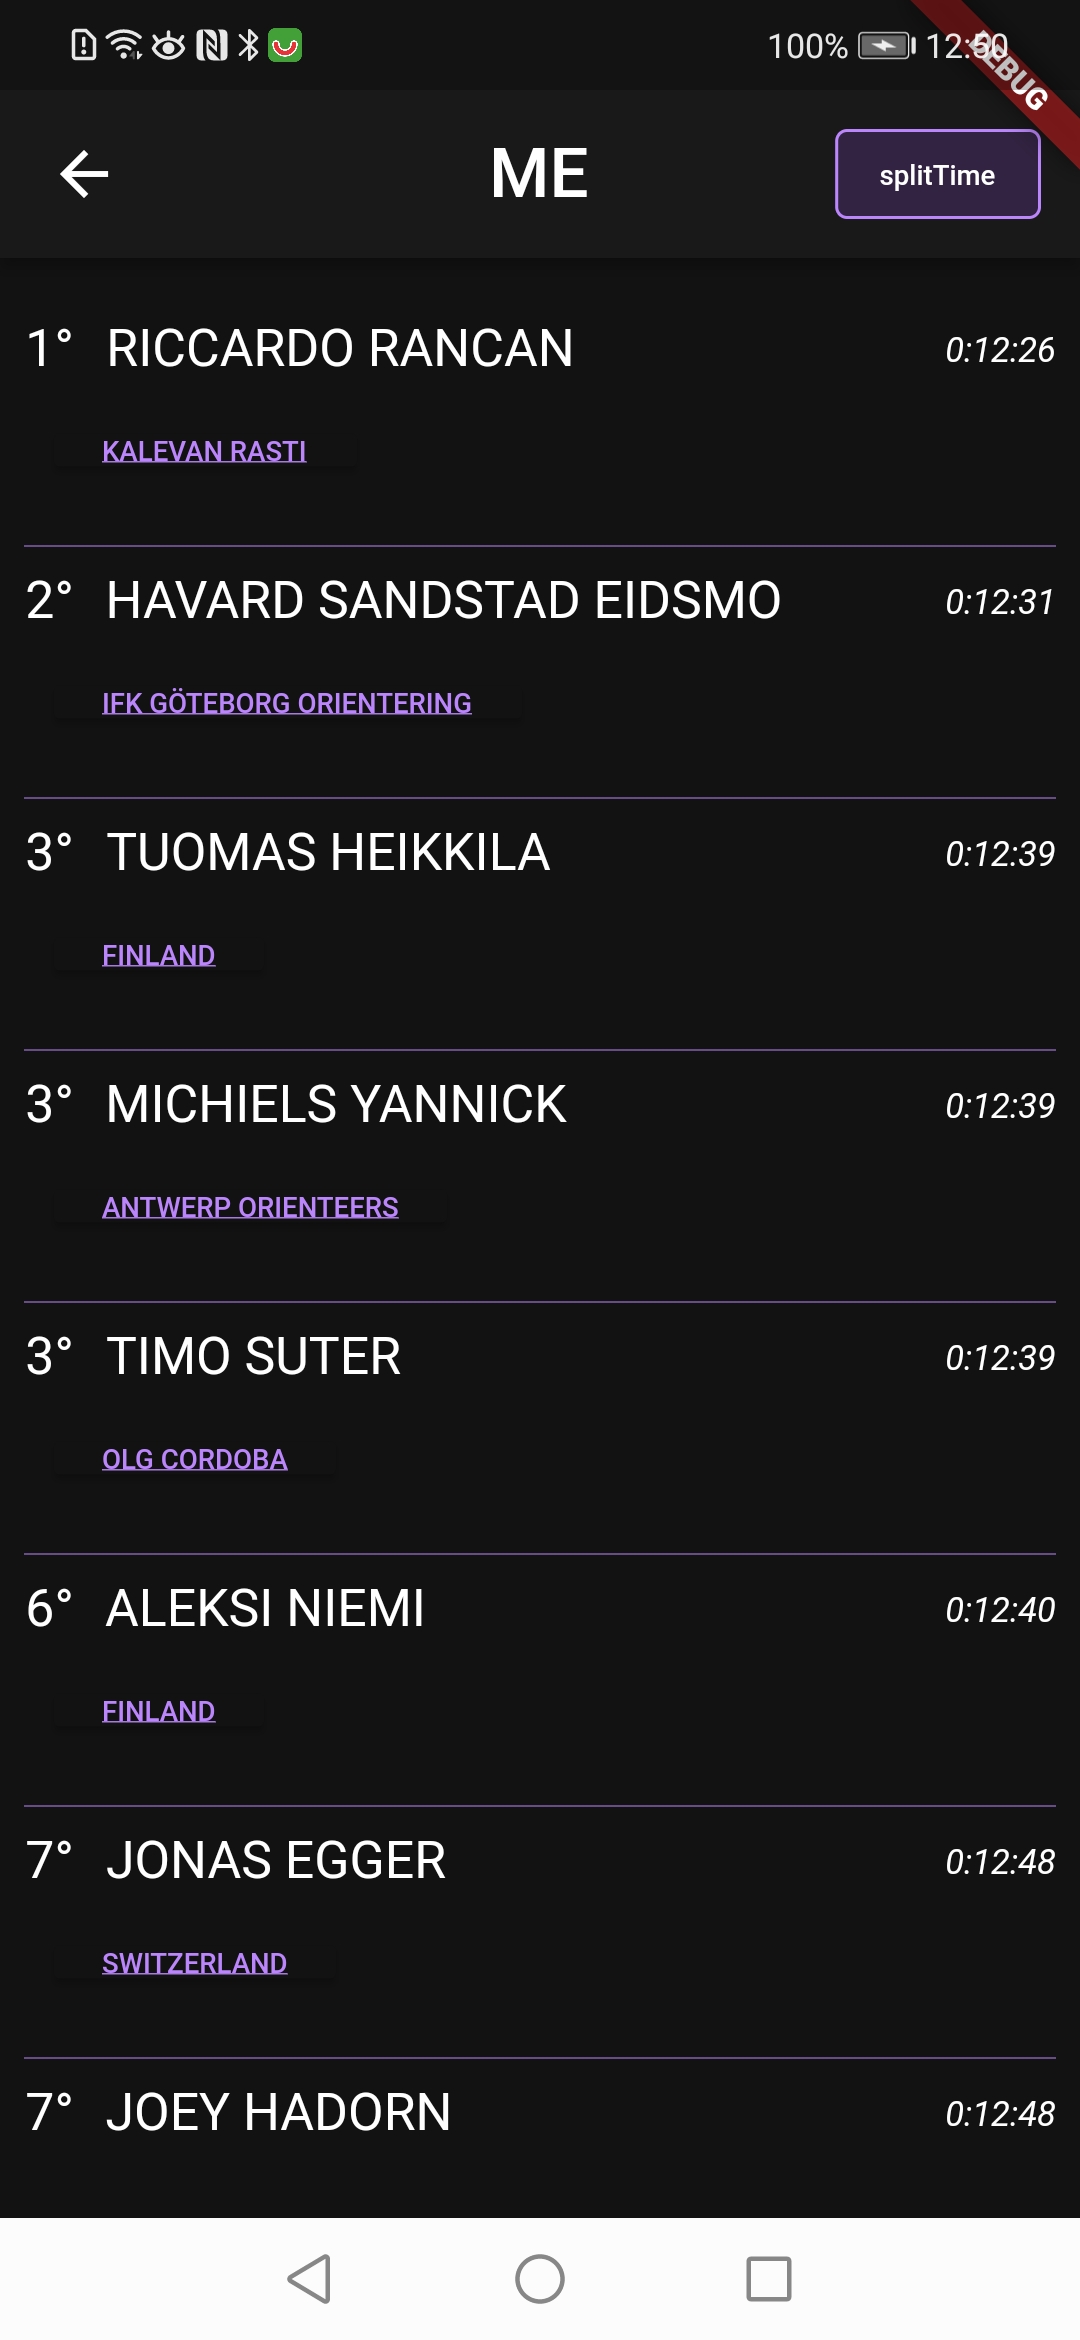 100% 12:50
DEBUG
ME
splitTime
1° RICCARDO RANCAN 0:12:26
KALEVAN RASTI
2° HAVARD SANDSTAD EIDSMO 0:12:31
IFK GÖTEBORG ORIENTERING
3° TUOMAS HEIKKILA 0:12:39
FINLAND
3° MICHIELS YANNICK 0:12:39
ANTWERP ORIENTEERS
3° TIMO SUTER 0:12:39
OLG CORDOBA
6° ALEKSI NIEMI 0:12:40
FINLAND
7° JONAS EGGER 0:12:48
SWITZERLAND
7° JOEY HADORN 0:12:48